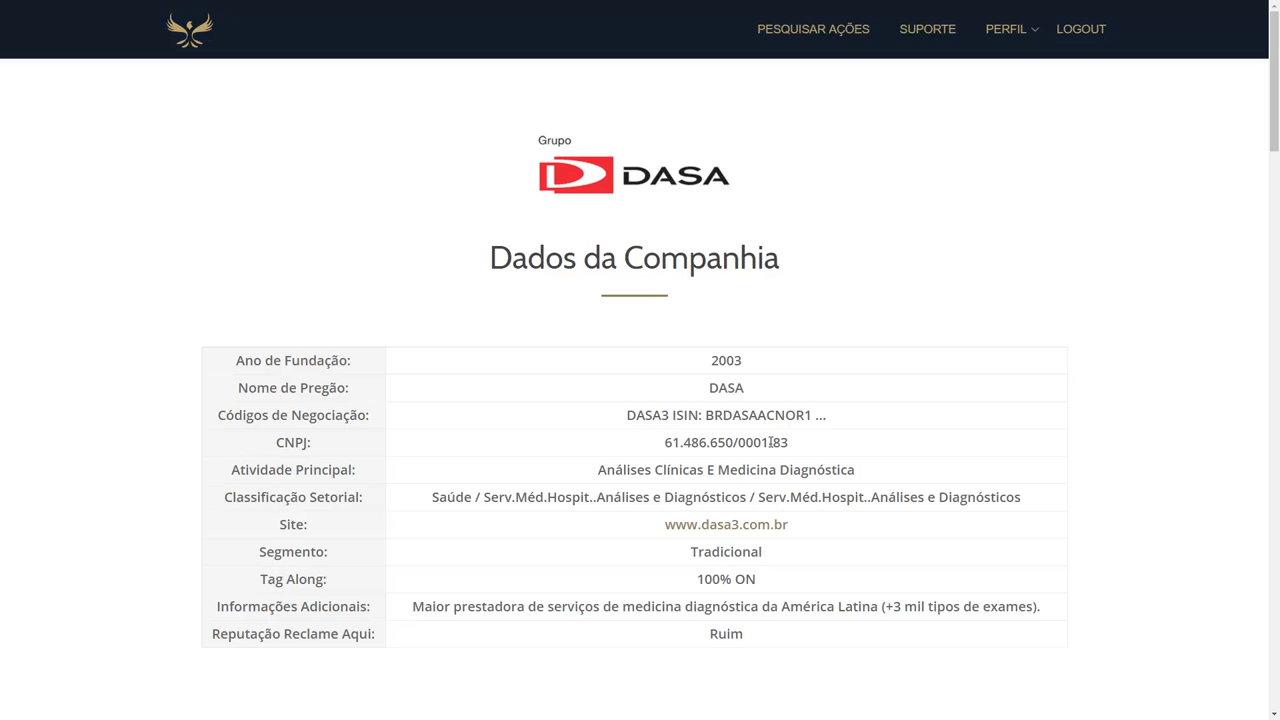 PESQUISAR AÇÕES SUPORTE PERFIL LOGOUT
Grupo
DASA
Dados da Companhia
Ano de Fundação: 2003
Nome de Pregão: DASA
Códigos de Negociação: DASA3 ISIN: BRDASAACNOR1 ...
CNPJ: 61.486.650/0001-83
Atividade Principal: Análises Clínicas E Medicina Diagnóstica
Classificação Setorial: Saúde / Serv.Méd.Hospit..Análises e Diagnósticos / Serv.Méd.Hospit..Análises e Diagnósticos
Site: www.dasa3.com.br
Segmento: Tradicional
Tag Along: 100% ON
Informações Adicionais: Maior prestadora de serviços de medicina diagnóstica da América Latina (+3 mil tipos de exames).
Reputação Reclame Aqui: Ruim